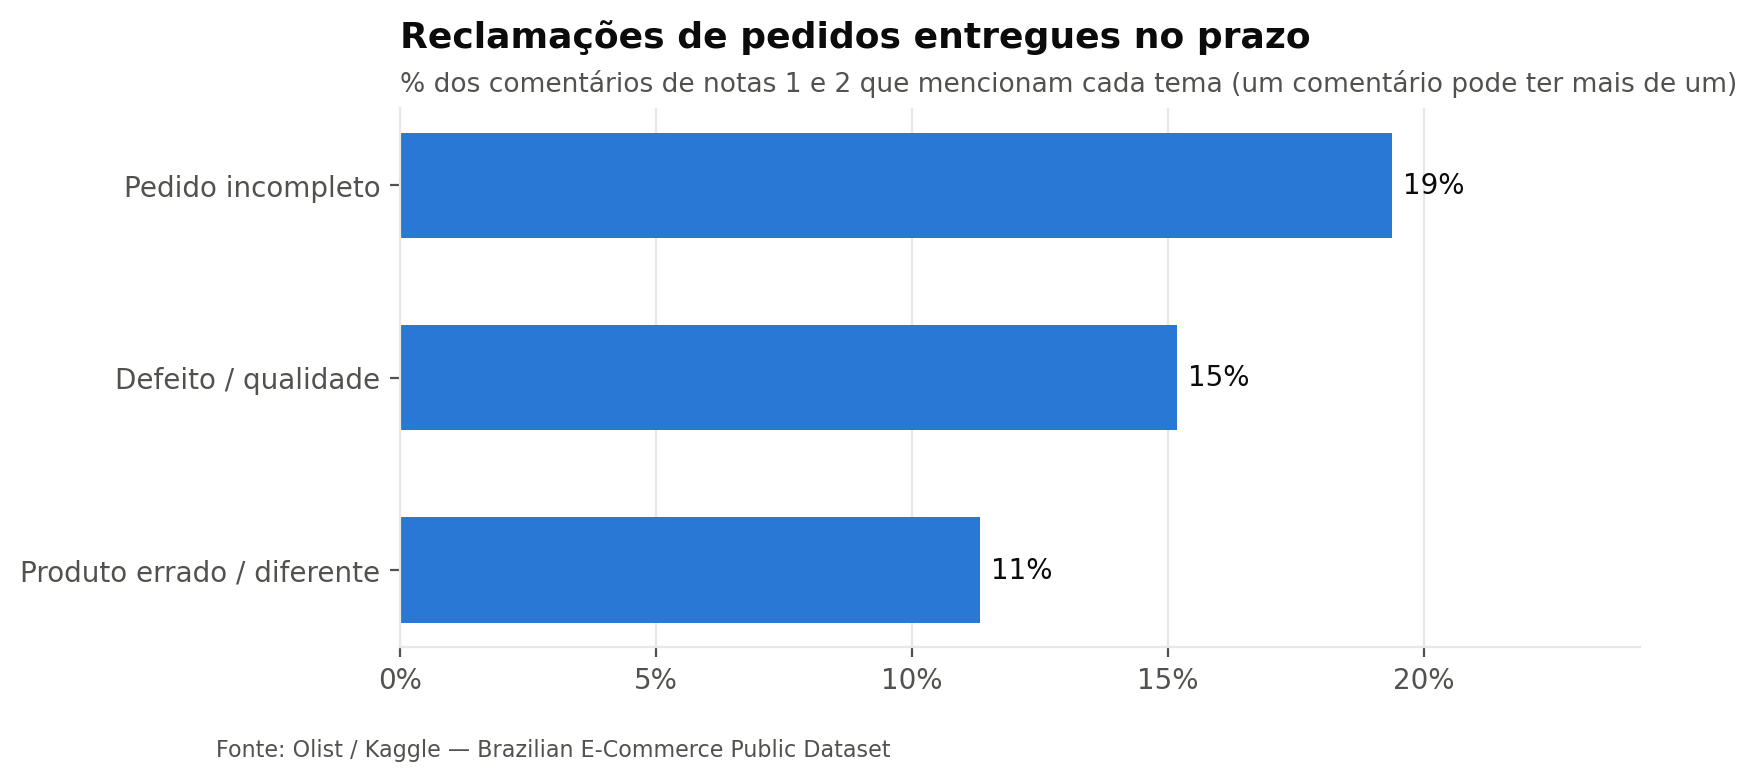 Reclamações de pedidos entregues no prazo
% dos comentários de notas 1 e 2 que mencionam cada tema (um comentário pode ter mais de um)
Pedido incompleto
19%
Defeito / qualidade
15%
Produto errado / diferente
11%
0% 5% 10% 15% 20%
Fonte: Olist / Kaggle — Brazilian E-Commerce Public Dataset